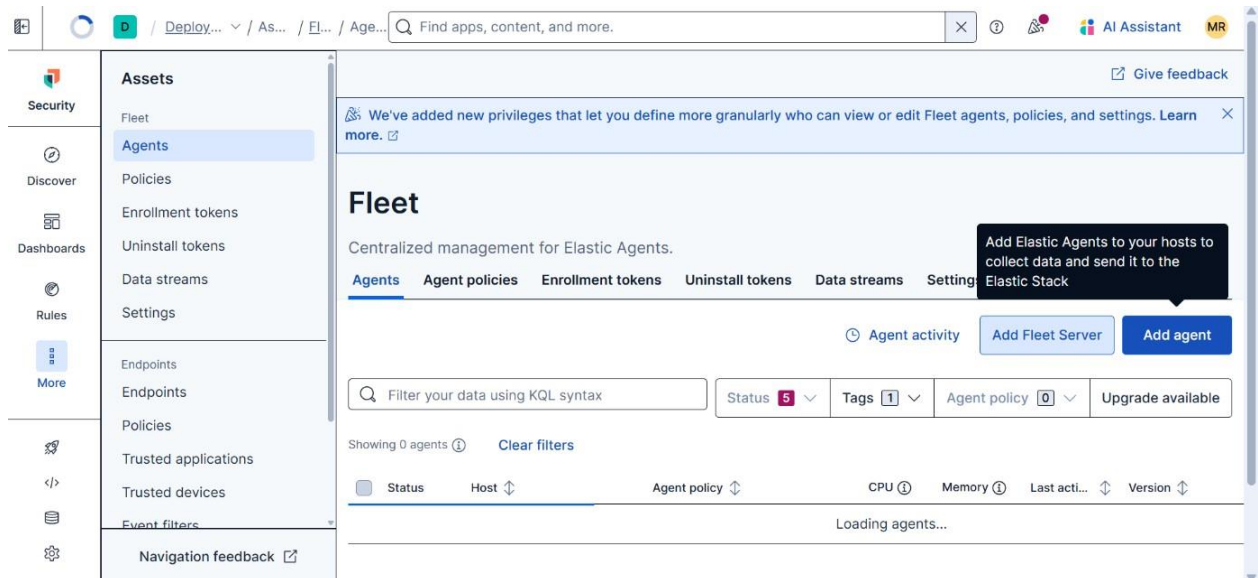 D / Deploy... / As... / Fl... / Age...
Find apps, content, and more.
AI Assistant
MR
Security
Discover
Dashboards
Rules
More
Assets
Fleet
Agents
Policies
Enrollment tokens
Uninstall tokens
Data streams
Settings
Endpoints
Endpoints
Policies
Trusted applications
Trusted devices
Event filters
Navigation feedback
Give feedback
We've added new privileges that let you define more granularly who can view or edit Fleet agents, policies, and settings. Learn
more.
Fleet
Centralized management for Elastic Agents.
Add Elastic Agents to your hosts to
collect data and send it to the
Elastic Stack
Agents Agent policies Enrollment tokens Uninstall tokens Data streams Settings
Agent activity Add Fleet Server Add agent
Filter your data using KQL syntax Status 5 Tags 1 Agent policy 0 Upgrade available
Showing 0 agents Clear filters
Status Host Agent policy CPU Memory Last acti... Version
Loading agents...